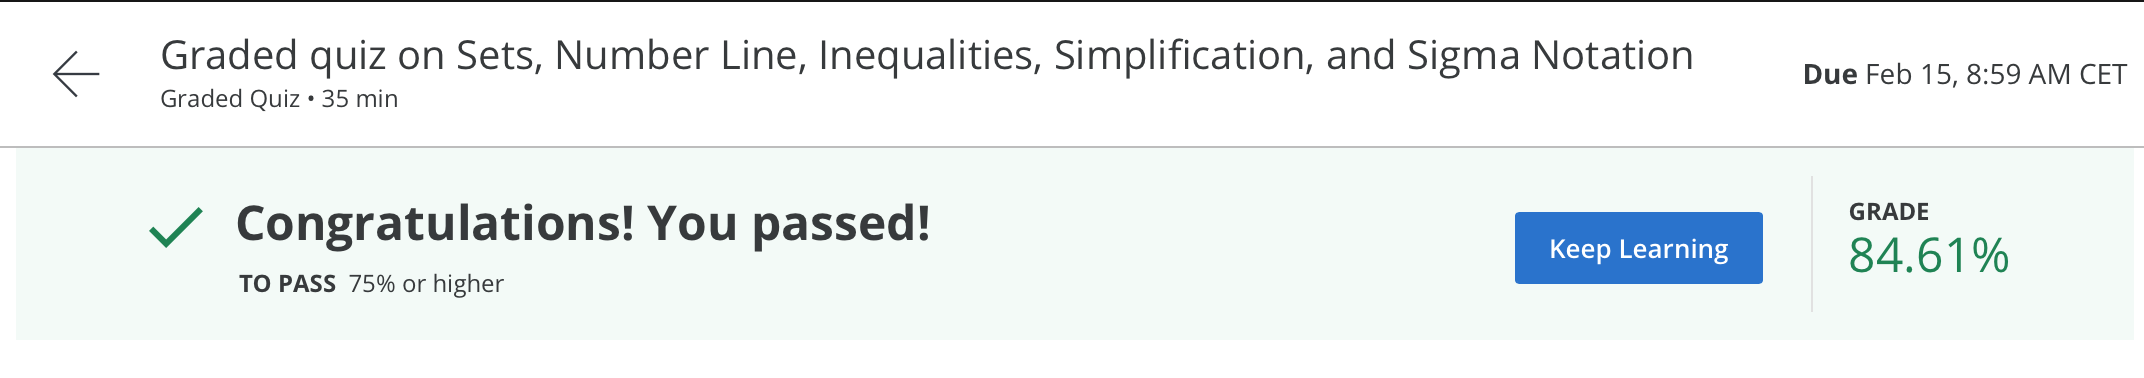 Graded quiz on Sets, Number Line, Inequalities, Simplification, and Sigma Notation
Graded Quiz • 35 min
Due Feb 15, 8:59 AM CET
Congratulations! You passed!
TO PASS 75% or higher
Keep Learning
GRADE
84.61%